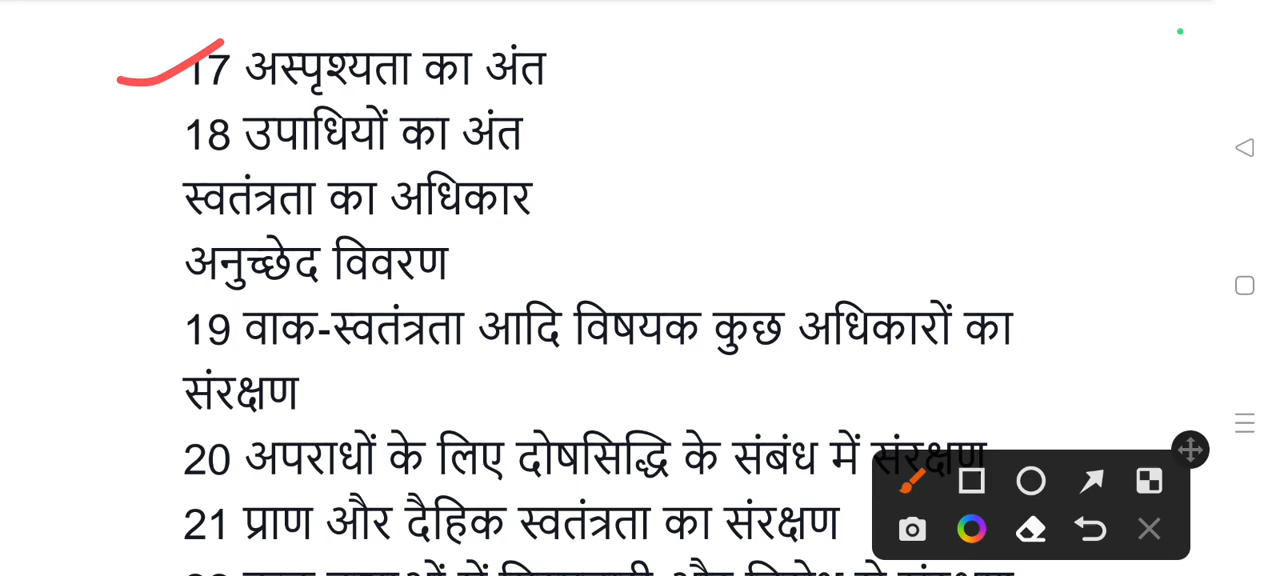 17 अस्पृश्यता का अंत
18 उपाधियों का अंत
स्वतंत्रता का अधिकार
अनुच्छेद विवरण
19 वाक-स्वतंत्रता आदि विषयक कुछ अधिकारों का
संरक्षण
20 अपराधों के लिए दोषसिद्धि के संबंध में संरक्षण
21 प्राण और दैहिक स्वतंत्रता का संरक्षण